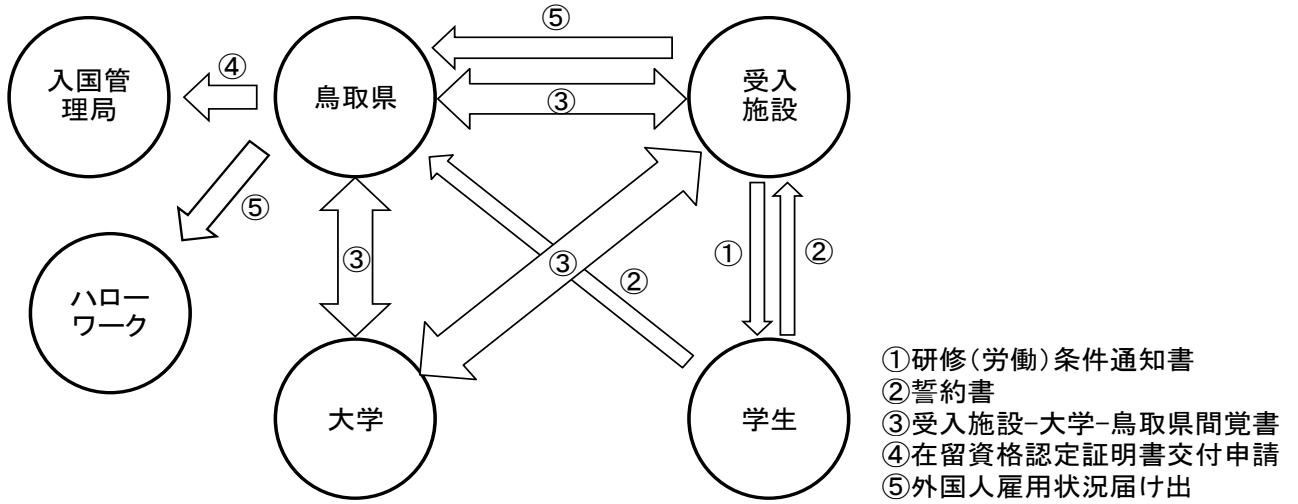 ⑤
入国管
理局
④
鳥取県
③
受入
施設
⑤
ハロー
ワーク
③
③
②
①
②
大学
学生
①研修(労働)条件通知書
②誓約書
③受入施設-大学-鳥取県間覚書
④在留資格認定証明書交付申請
⑤外国人雇用状況届け出